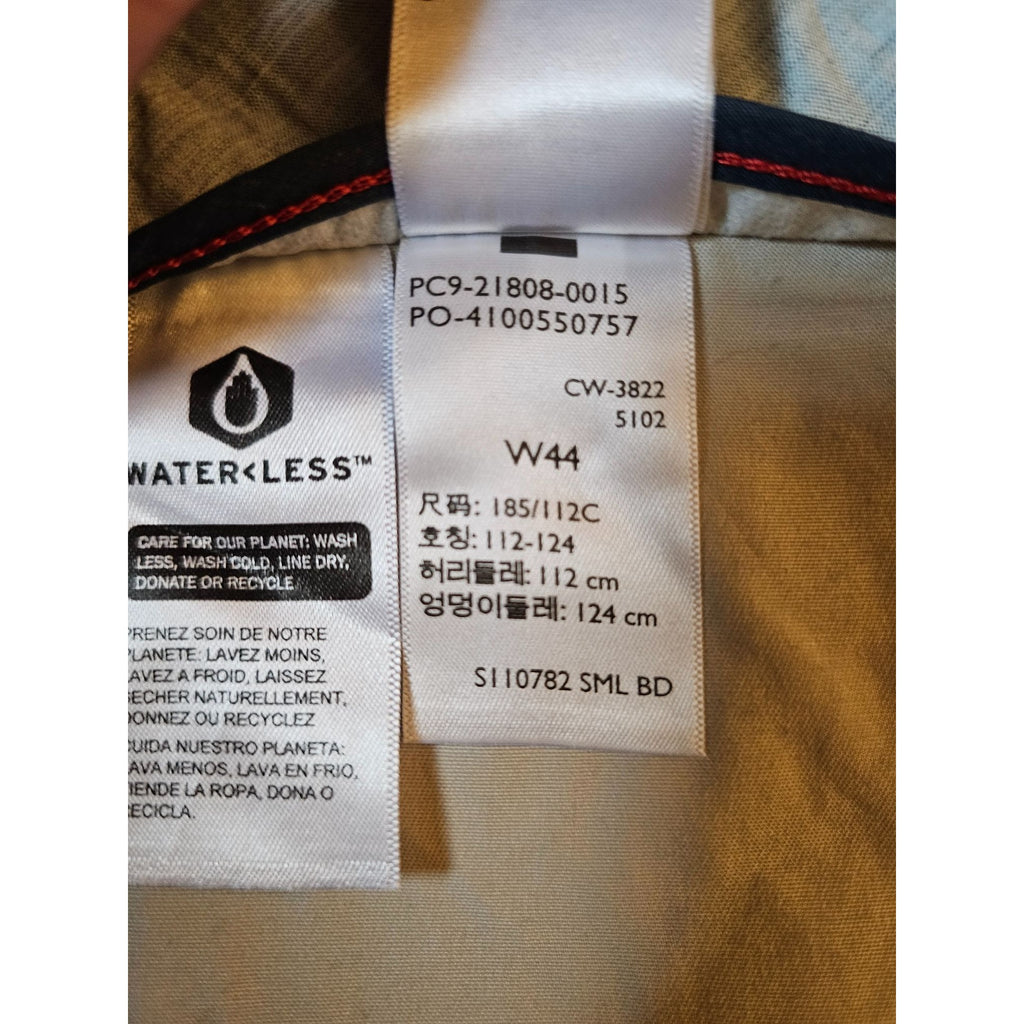 WATER<LESS™
CARE FOR OUR PLANET: WASH
LESS, WASH COLD, LINE DRY,
DONATE OR RECYCLE
PRENEZ SOIN DE NOTRE
PLANETE: LAVEZ MOINS,
LAVEZ A FROID, LAISSEZ
SECHER NATURELLEMENT,
DONNEZ OU RECYCLEZ
CUIDA NUESTRO PLANETA:
LAVA MENOS, LAVA EN FRIO,
TIENDE LA ROPA, DONA O
RECICLA.
PC9-21808-0015
PO-4100550757
CW-3822
5102
W44
尺码: 185/112C
호칭: 112-124
허리둘레: 112 cm
엉덩이둘레: 124 cm
S110782 SML BD